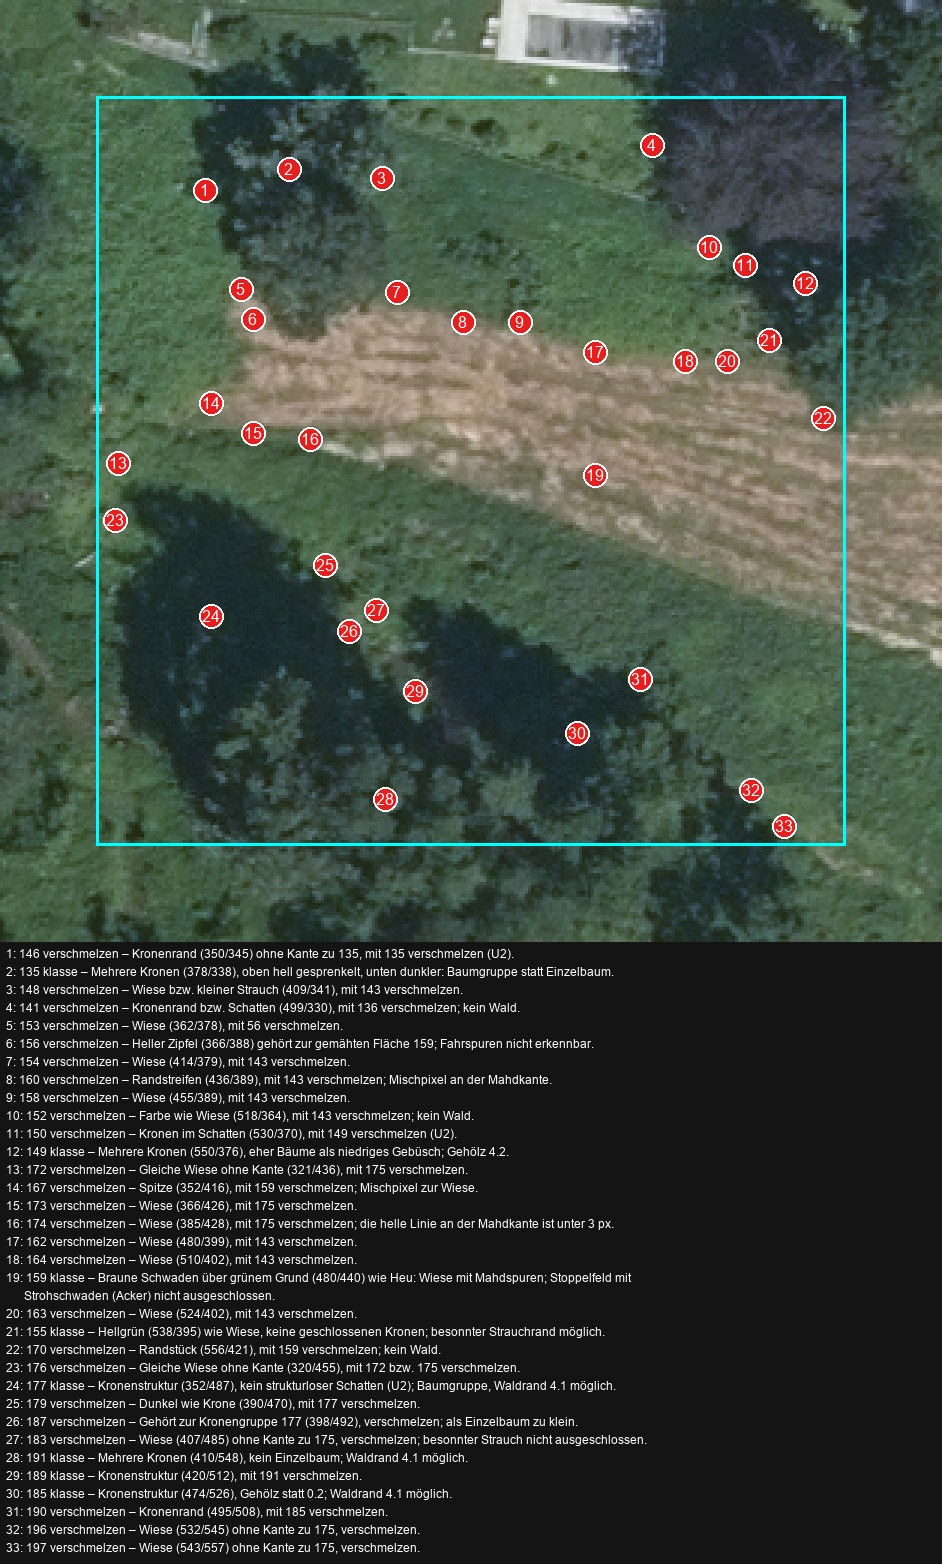 4
2
3
1
10
11
12
5
7
6
8
9
21
17
18
20
14
22
15
16
13
19
23
25
27
24
26
31
29
30
32
28
33
1: 146 verschmelzen – Kronenrand (350/345) ohne Kante zu 135, mit 135 verschmelzen (U2).
2: 135 klasse – Mehrere Kronen (378/338), oben hell gesprenkelt, unten dunkler: Baumgruppe statt Einzelbaum.
3: 148 verschmelzen – Wiese bzw. kleiner Strauch (409/341), mit 143 verschmelzen.
4: 141 verschmelzen – Kronenrand bzw. Schatten (499/330), mit 136 verschmelzen; kein Wald.
5: 153 verschmelzen – Wiese (362/378), mit 56 verschmelzen.
6: 156 verschmelzen – Heller Zipfel (366/388) gehört zur gemähten Fläche 159; Fahrspuren nicht erkennbar.
7: 154 verschmelzen – Wiese (414/379), mit 143 verschmelzen.
8: 160 verschmelzen – Randstreifen (436/389), mit 143 verschmelzen; Mischpixel an der Mahdkante.
9: 158 verschmelzen – Wiese (455/389), mit 143 verschmelzen.
10: 152 verschmelzen – Farbe wie Wiese (518/364), mit 143 verschmelzen; kein Wald.
11: 150 verschmelzen – Kronen im Schatten (530/370), mit 149 verschmelzen (U2).
12: 149 klasse – Mehrere Kronen (550/376), eher Bäume als niedriges Gebüsch; Gehölz 4.2.
13: 172 verschmelzen – Gleiche Wiese ohne Kante (321/436), mit 175 verschmelzen.
14: 167 verschmelzen – Spitze (352/416), mit 159 verschmelzen; Mischpixel zur Wiese.
15: 173 verschmelzen – Wiese (366/426), mit 175 verschmelzen.
16: 174 verschmelzen – Wiese (385/428), mit 175 verschmelzen; die helle Linie an der Mahdkante ist unter 3 px.
17: 162 verschmelzen – Wiese (480/399), mit 143 verschmelzen.
18: 164 verschmelzen – Wiese (510/402), mit 143 verschmelzen.
19: 159 klasse – Braune Schwaden über grünem Grund (480/440) wie Heu: Wiese mit Mahdspuren; Stoppelfeld mit
Strohschwaden (Acker) nicht ausgeschlossen.
20: 163 verschmelzen – Wiese (524/402), mit 143 verschmelzen.
21: 155 klasse – Hellgrün (538/395) wie Wiese, keine geschlossenen Kronen; besonnter Strauchrand möglich.
22: 170 verschmelzen – Randstück (556/421), mit 159 verschmelzen; kein Wald.
23: 176 verschmelzen – Gleiche Wiese ohne Kante (320/455), mit 172 bzw. 175 verschmelzen.
24: 177 klasse – Kronenstruktur (352/487), kein strukturloser Schatten (U2); Baumgruppe, Waldrand 4.1 möglich.
25: 179 verschmelzen – Dunkel wie Krone (390/470), mit 177 verschmelzen.
26: 187 verschmelzen – Gehört zur Kronengruppe 177 (398/492), verschmelzen; als Einzelbaum zu klein.
27: 183 verschmelzen – Wiese (407/485) ohne Kante zu 175, verschmelzen; besonnter Strauch nicht ausgeschlossen.
28: 191 klasse – Mehrere Kronen (410/548), kein Einzelbaum; Waldrand 4.1 möglich.
29: 189 klasse – Kronenstruktur (420/512), mit 191 verschmelzen.
30: 185 klasse – Kronenstruktur (474/526), Gehölz statt 0.2; Waldrand 4.1 möglich.
31: 190 verschmelzen – Kronenrand (495/508), mit 185 verschmelzen.
32: 196 verschmelzen – Wiese (532/545) ohne Kante zu 175, verschmelzen.
33: 197 verschmelzen – Wiese (543/557) ohne Kante zu 175, verschmelzen.